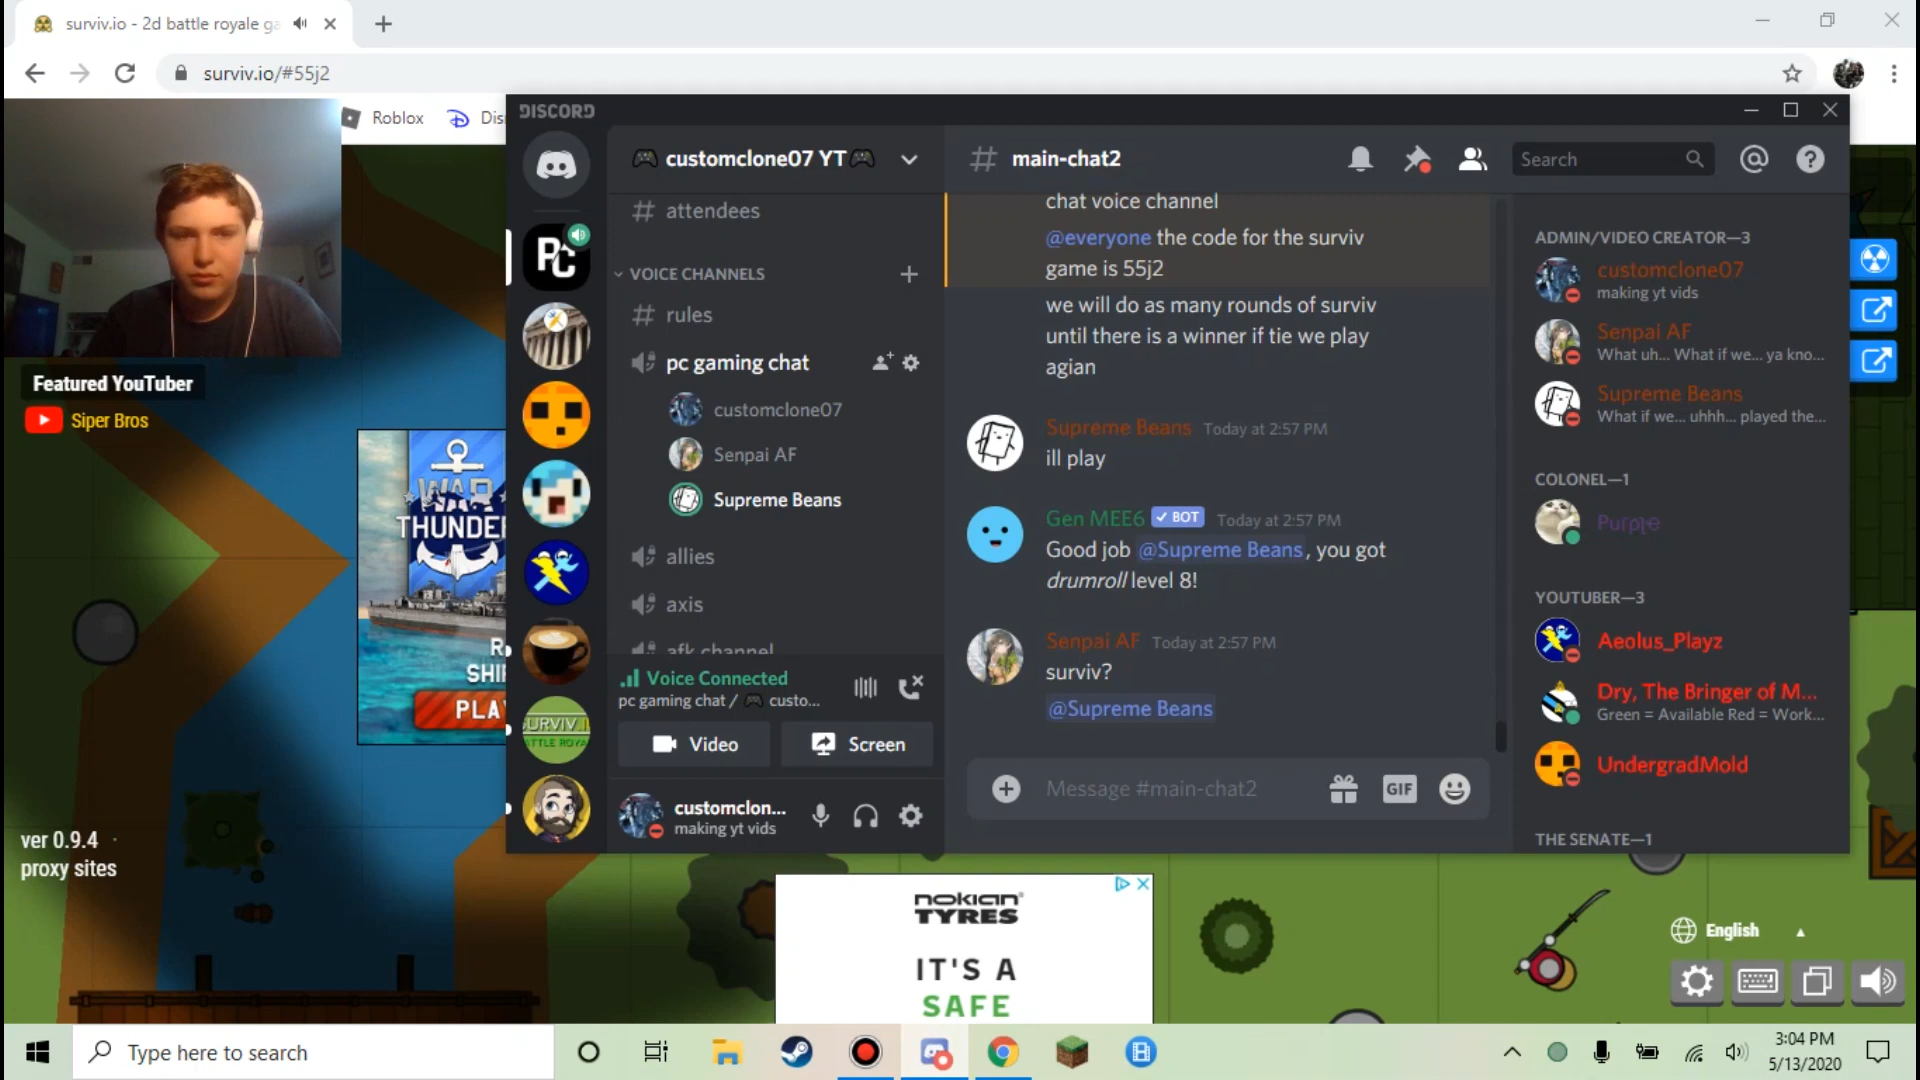 surviv.io - 2d battle royale ga
surviv.io/#55j2
Roblox
Dis
DISCORD
customclone07 YT
attendees
VOICE CHANNELS
rules
pc gaming chat
customclone07
Senpai AF
Supreme Beans
allies
axis
afk channel
Voice Connected
pc gaming chat / custo...
Video
Screen
customclon...
making yt vids
main-chat2
Search
chat voice channel
@everyone the code for the surviv
game is 55j2
we will do as many rounds of surviv
until there is a winner if tie we play
agian
Supreme Beans Today at 2:57 PM
ill play
Gen MEE6 BOT Today at 2:57 PM
Good job @Supreme Beans, you got
drumroll level 8!
Senpai AF Today at 2:57 PM
surviv?
@Supreme Beans
Message #main-chat2
GIF
ADMIN/VIDEO CREATOR—3
customclone07
making yt vids
Senpai AF
What uh... What if we... ya kno...
Supreme Beans
What if we... uhhh... played the...
COLONEL—1
YOUTUBER—3
Aeolus_Playz
Dry, The Bringer of M...
Green = Available Red = Work...
UndergradMold
THE SENATE—1
Featured YouTuber
Siper Bros
WAR
THUNDE
SHI
PLA
ver 0.9.4
proxy sites
nokian
TYRES
IT'S A
SAFE
English
Type here to search
3:04 PM
5/13/2020